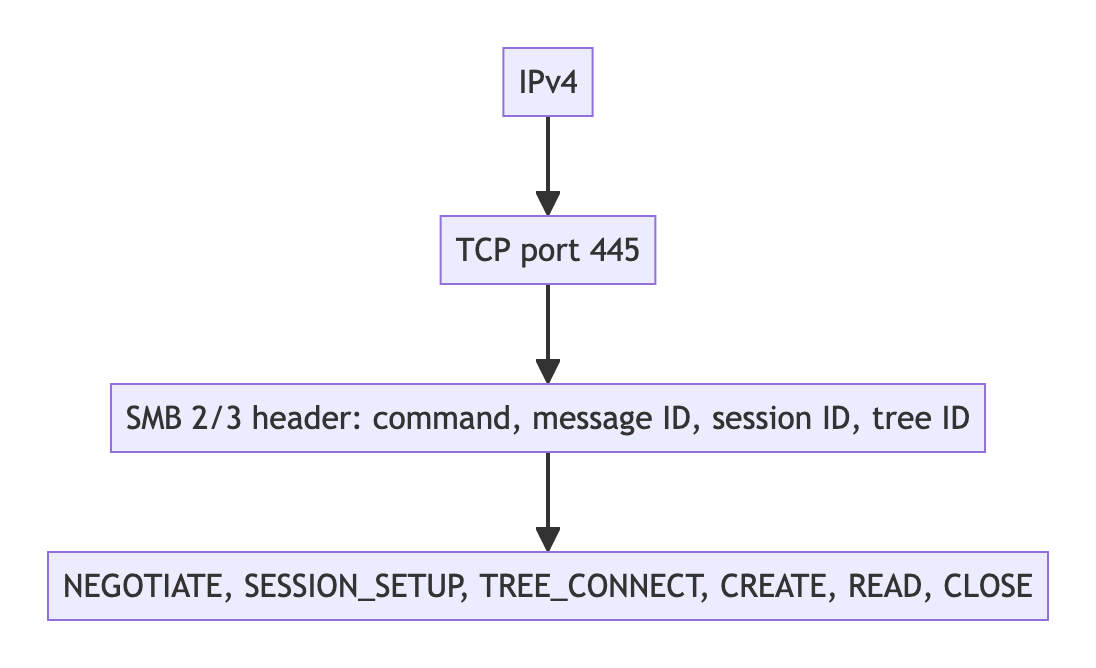 IPv4
TCP port 445
SMB 2/3 header: command, message ID, session ID, tree ID
NEGOTIATE, SESSION_SETUP, TREE_CONNECT, CREATE, READ, CLOSE